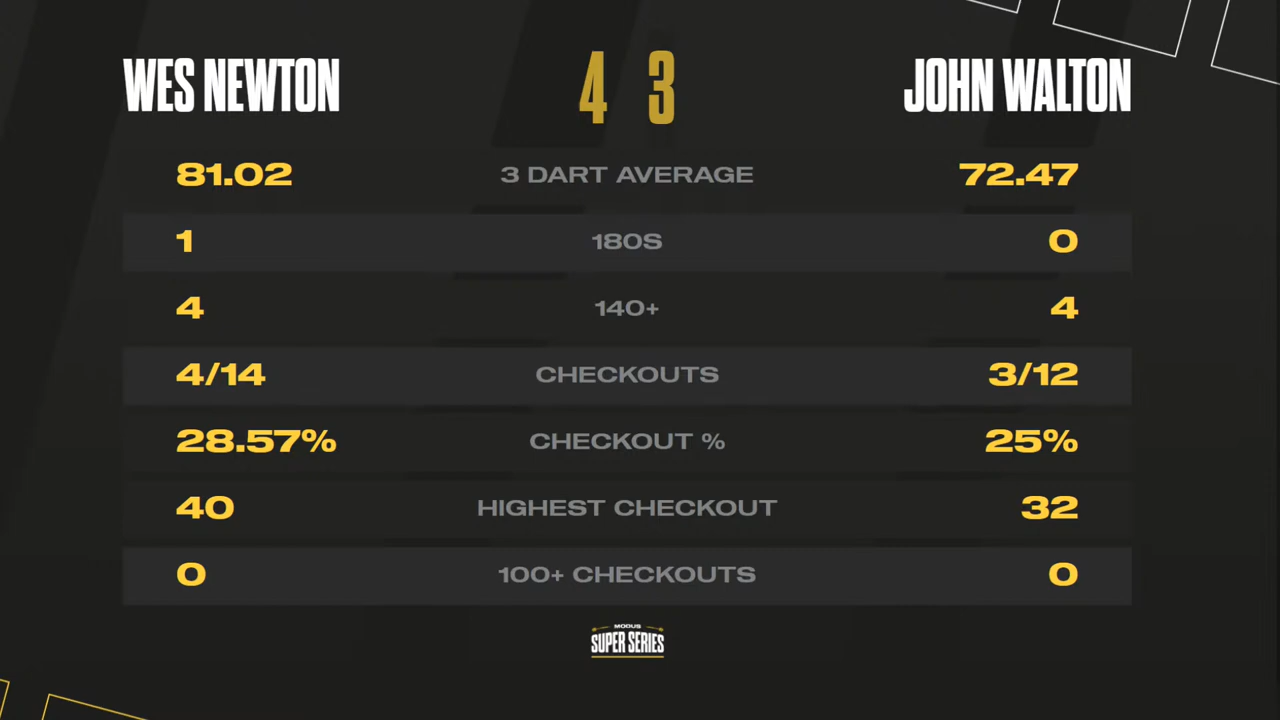 WES NEWTON 4 3 JOHN WALTON
81.02 3 DART AVERAGE 72.47
1 180S 0
4 140+ 4
4/14 CHECKOUTS 3/12
28.57% CHECKOUT % 25%
40 HIGHEST CHECKOUT 32
0 100+ CHECKOUTS 0
MODUS
SUPER SERIES